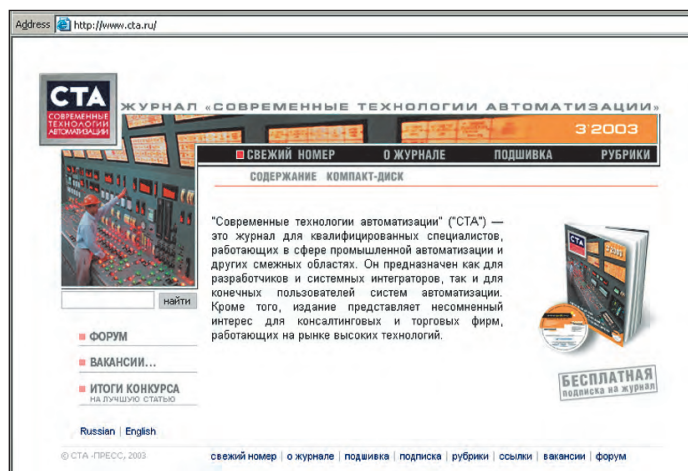 Address http://www.cta.ru/
СТА
СОВРЕМЕННЫЕ
ТЕХНОЛОГИИ
АВТОМАТИЗАЦИИ
ЖУРНАЛ «СОВРЕМЕННЫЕ ТЕХНОЛОГИИ АВТОМАТИЗАЦИИ»
3'2003
СВЕЖИЙ НОМЕР О ЖУРНАЛЕ ПОДШИВКА РУБРИКИ
СОДЕРЖАНИЕ КОМПАКТ-ДИСК
"Современные технологии автоматизации" ("СТА") —
это журнал для квалифицированных специалистов,
работающих в сфере промышленной автоматизации и
других смежных областях. Он предназначен как для
разработчиков и системных интеграторов, так и для
конечных пользователей систем автоматизации.
Кроме того, издание представляет несомненный
интерес для консалтинговых и торговых фирм,
работающих на рынке высоких технологий.
СТА
найти
ФОРУМ
ВАКАНСИИ...
ИТОГИ КОНКУРСА
НА ЛУЧШУЮ СТАТЬЮ
БЕСПЛАТНАЯ
подписка на журнал
Russian | English
© СТА -ПРЕСС, 2003
свежий номер | о журнале | подшивка | подписка | рубрики | ссылки | вакансии | форум